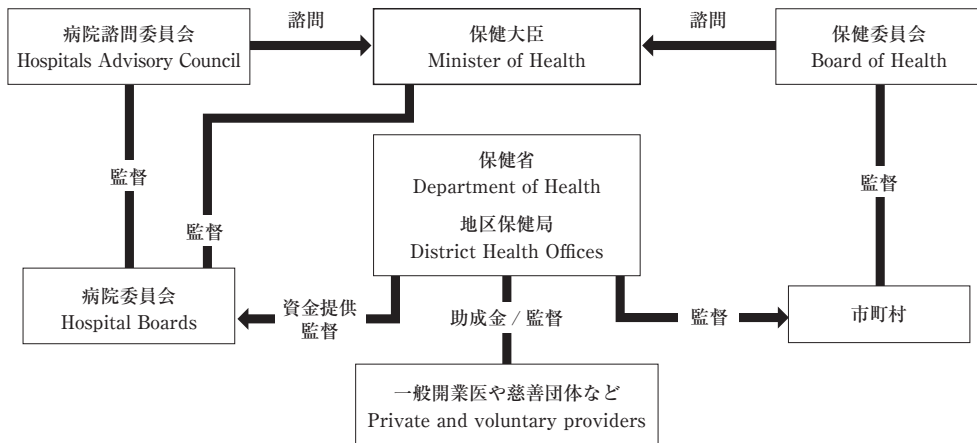 病院諮問委員会
Hospitals Advisory Council
諮問
保健大臣
Minister of Health
諮問
保健委員会
Board of Health
監督
監督
保健省
Department of Health
地区保健局
District Health Offices
監督
病院委員会
Hospital Boards
資金提供
監督
助成金 / 監督
監督
市町村
一般開業医や慈善団体など
Private and voluntary providers